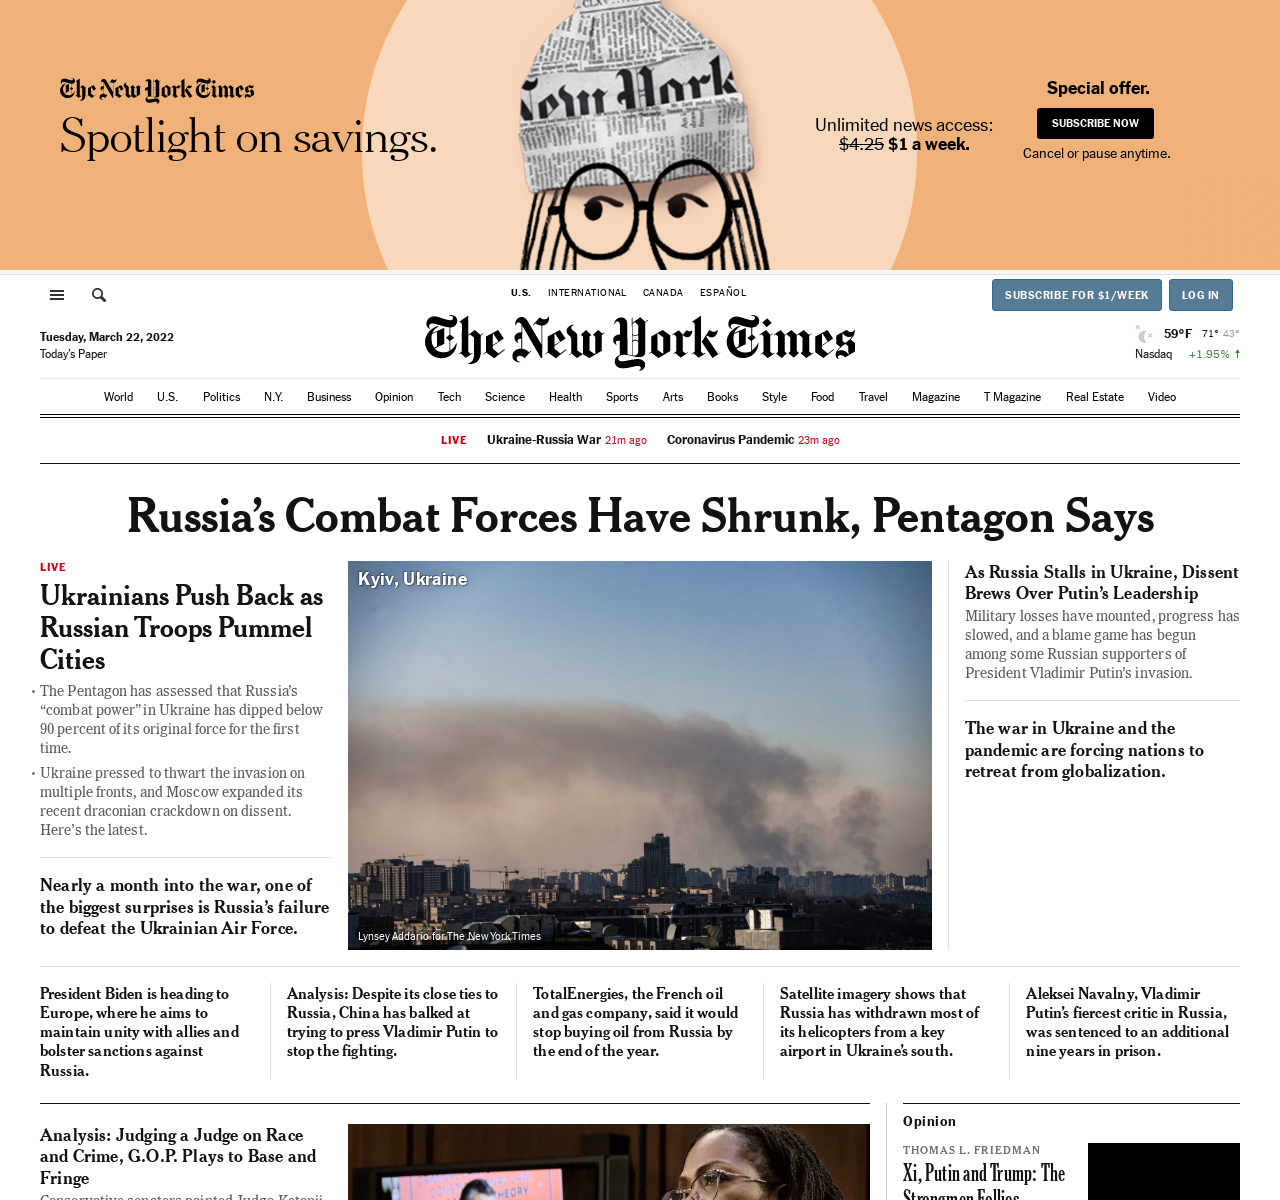 The New York Times
Spotlight on savings.
Unlimited news access:
$4.25 $1 a week.
Special offer.
SUBSCRIBE NOW
Cancel or pause anytime.
U.S. INTERNATIONAL CANADA ESPAÑOL
SUBSCRIBE FOR $1/WEEK LOG IN
Tuesday, March 22, 2022
Today's Paper
The New York Times
59°F 71° 43°
Nasdaq +1.95%
World U.S. Politics N.Y. Business Opinion Tech Science Health Sports Arts Books Style Food Travel Magazine T Magazine Real Estate Video
LIVE Ukraine-Russia War 21m ago Coronavirus Pandemic 23m ago
Russia’s Combat Forces Have Shrunk, Pentagon Says
LIVE
Ukrainians Push Back as
Russian Troops Pummel
Cities
• The Pentagon has assessed that Russia’s
“combat power” in Ukraine has dipped below
90 percent of its original force for the first
time.
• Ukraine pressed to thwart the invasion on
multiple fronts, and Moscow expanded its
recent draconian crackdown on dissent.
Here’s the latest.
Nearly a month into the war, one of
the biggest surprises is Russia’s failure
to defeat the Ukrainian Air Force.
Kyiv, Ukraine
Lynsey Addario for The New York Times
As Russia Stalls in Ukraine, Dissent
Brews Over Putin’s Leadership
Military losses have mounted, progress has
slowed, and a blame game has begun
among some Russian supporters of
President Vladimir Putin’s invasion.
The war in Ukraine and the
pandemic are forcing nations to
retreat from globalization.
President Biden is heading to
Europe, where he aims to
maintain unity with allies and
bolster sanctions against
Russia.
Analysis: Despite its close ties to
Russia, China has balked at
trying to press Vladimir Putin to
stop the fighting.
TotalEnergies, the French oil
and gas company, said it would
stop buying oil from Russia by
the end of the year.
Satellite imagery shows that
Russia has withdrawn most of
its helicopters from a key
airport in Ukraine’s south.
Aleksei Navalny, Vladimir
Putin’s fiercest critic in Russia,
was sentenced to an additional
nine years in prison.
Analysis: Judging a Judge on Race
and Crime, G.O.P. Plays to Base and
Fringe
Conservative senators painted Judge Ketanji
THEORY
Opinion
THOMAS L. FRIEDMAN
Xi, Putin and Trump: The
Strongmen Follies